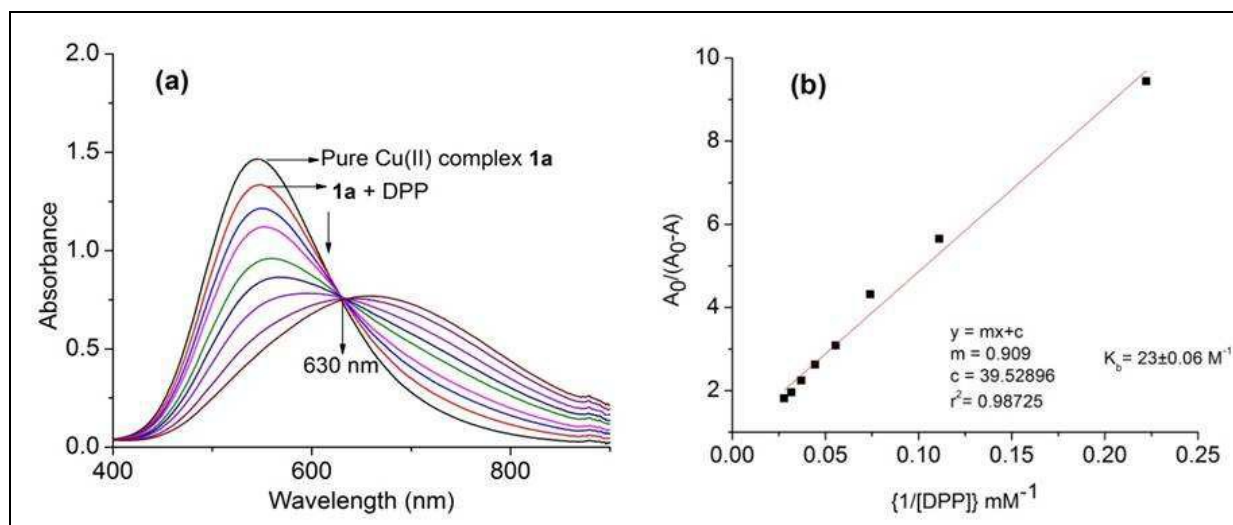 (a)
2.0
1.5
1.0
0.5
0.0
400
600
800
Absorbance
Wavelength (nm)
Pure Cu(II) complex 1a
1a + DPP
630 nm
(b)
10
8
6
4
2
0.00
0.05
0.10
0.15
0.20
0.25
A₀/(A₀-A)
{1/[DPP]} mM⁻¹
y = mx+c
m = 0.909
c = 39.52896
r² = 0.98725
K_b = 23±0.06 M⁻¹